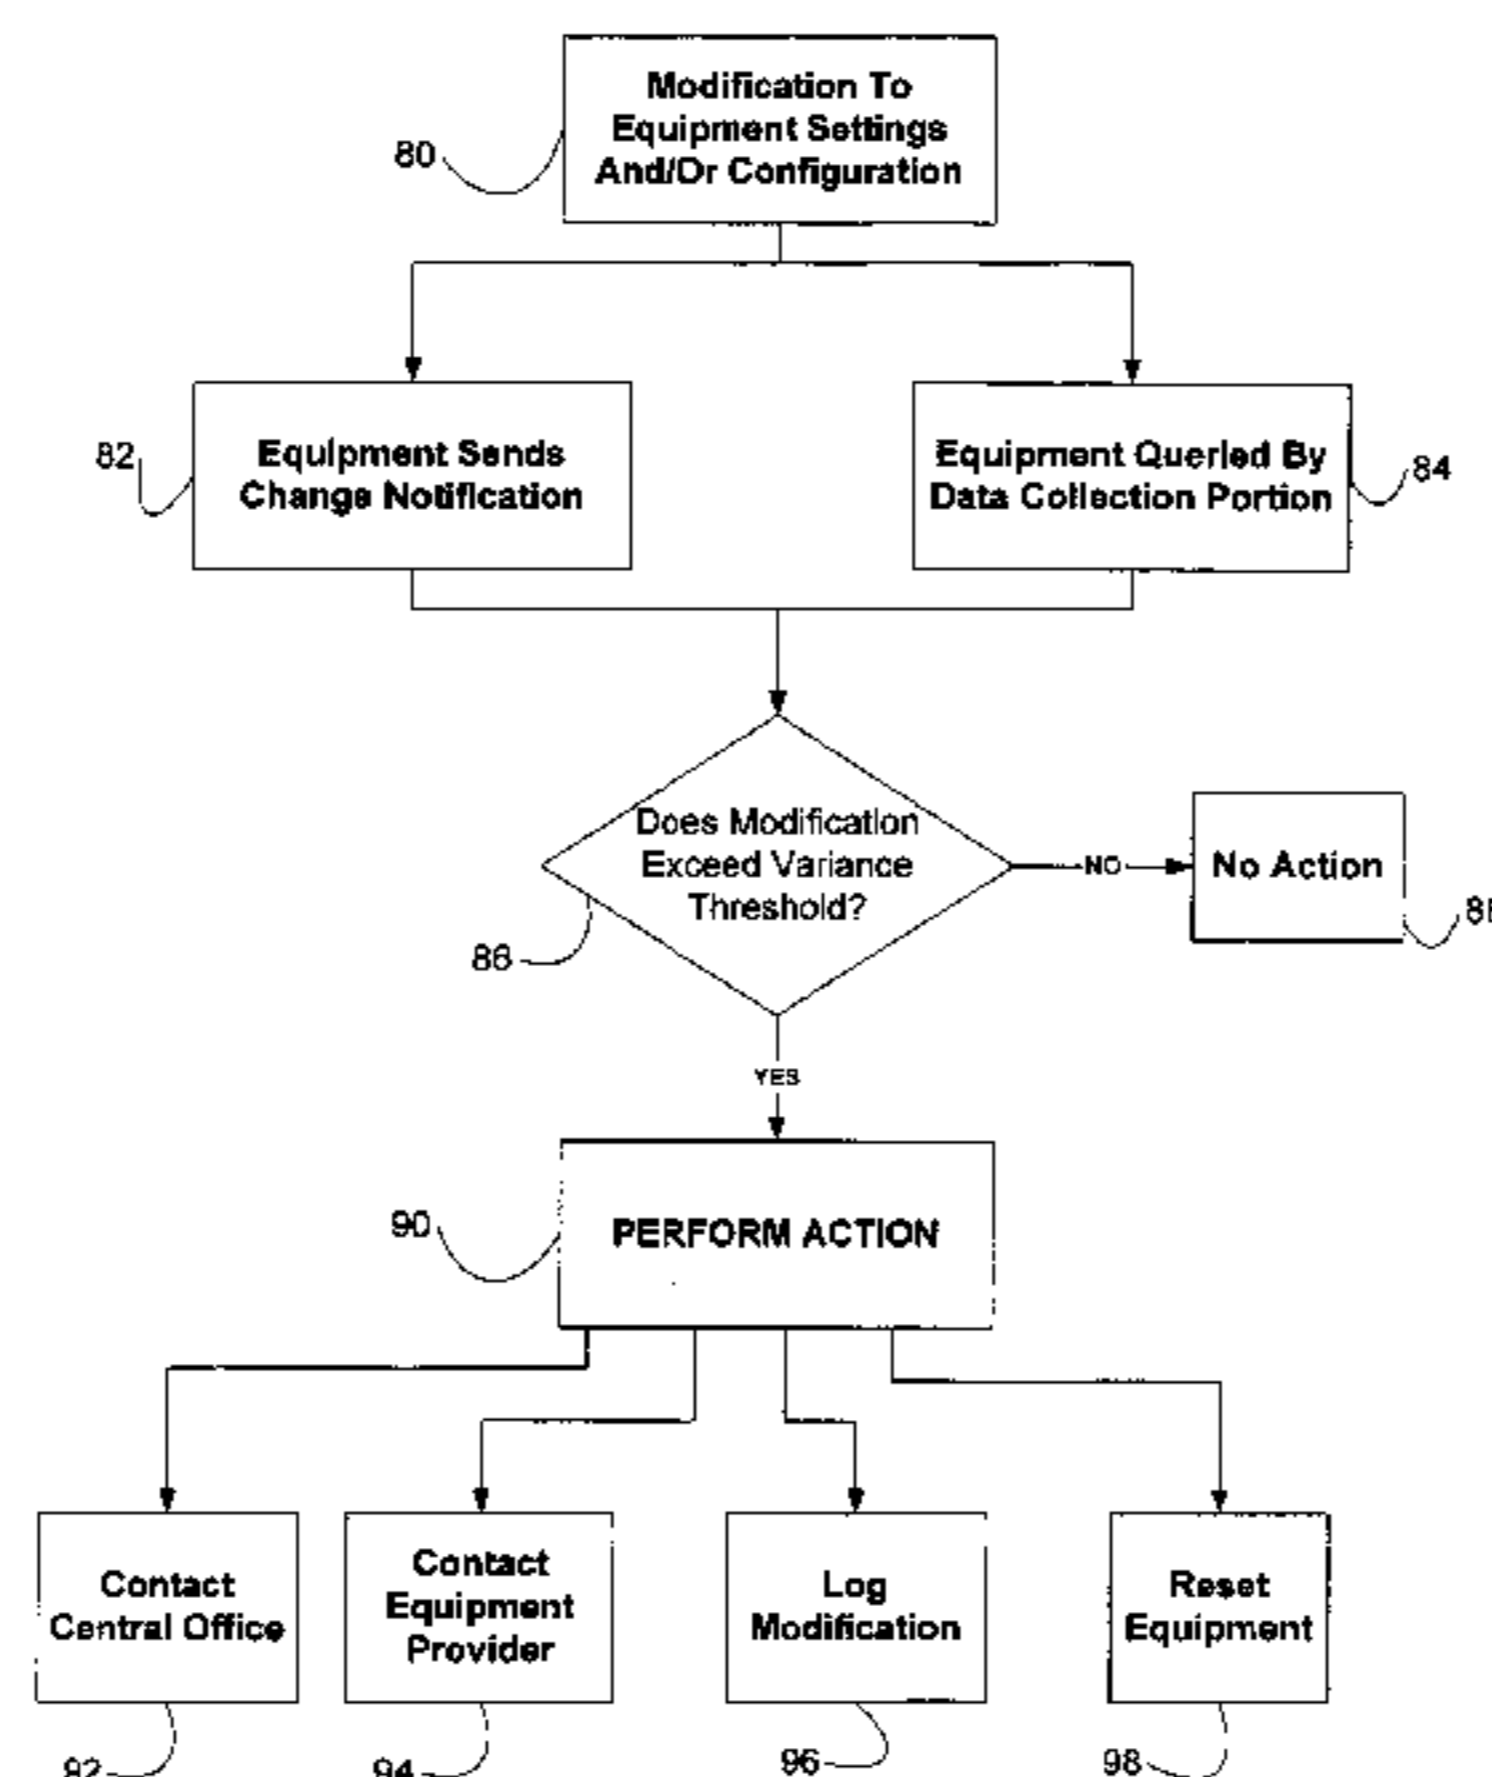 Modification To
Equipment Settings
And/Or Configuration
80
Equipment Sends
Change Notification
82
Equipment Queried By
Data Collection Portion
84
Does Modification
Exceed Variance
Threshold?
86
NO
No Action
YES
PERFORM ACTION
90
Contact
Central Office
Contact
Equipment
Provider
94
Log
Modification
96
Reset
Equipment
98